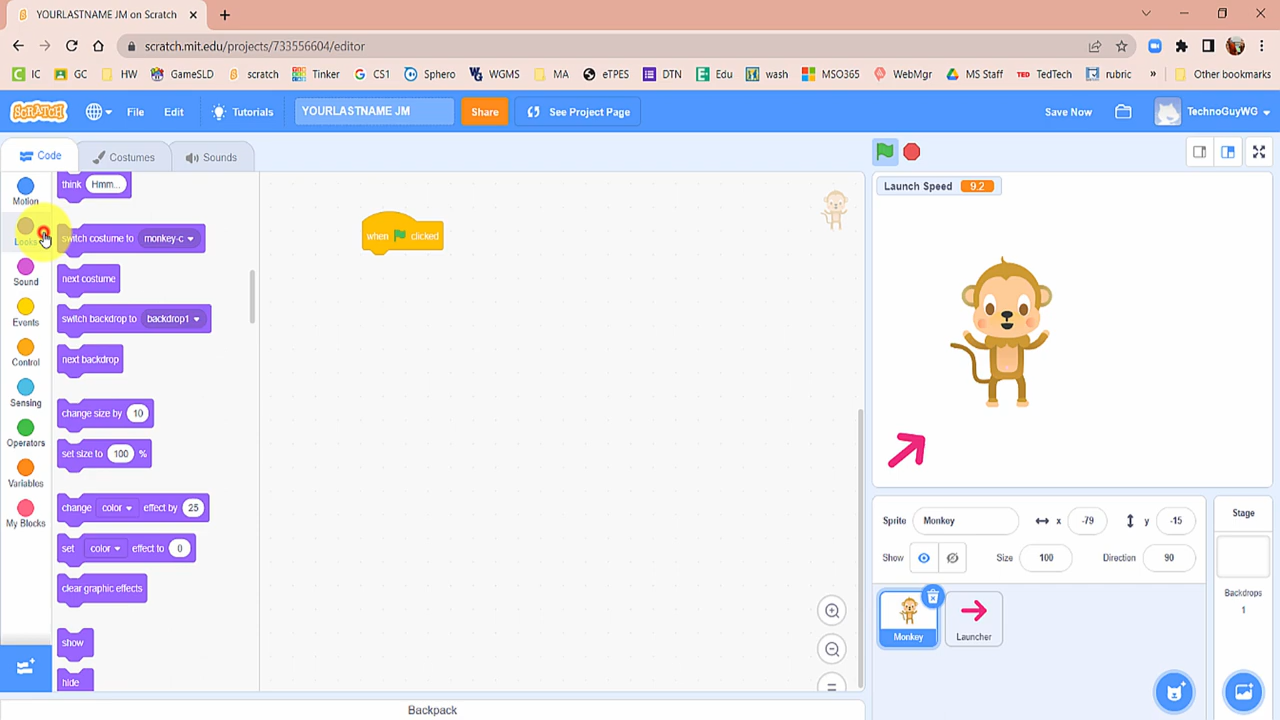 YOURLASTNAME JM on Scratch
scratch.mit.edu/projects/733556604/editor
IC GC HW GameSLD scratch Tinker CS1 Sphero WGMS MA eTPES DTN Edu wash MSO365 WebMgr MS Staff TED TedTech rubric » Other bookmarks
SCRATCH File Edit Tutorials YOURLASTNAME JM Share See Project Page Save Now TechnoGuyWG
Code Costumes Sounds
Motion
Looks
Sound
Events
Control
Sensing
Operators
Variables
My Blocks
think Hmm...
switch costume to monkey-c
next costume
switch backdrop to backdrop1
next backdrop
change size by 10
set size to 100 %
change color effect by 25
set color effect to 0
clear graphic effects
show
hide
when clicked
Launch Speed 9.2
Sprite Monkey x -79 y -15
Show Size 100 Direction 90
Monkey
Launcher
Stage
Backdrops
1
Backpack